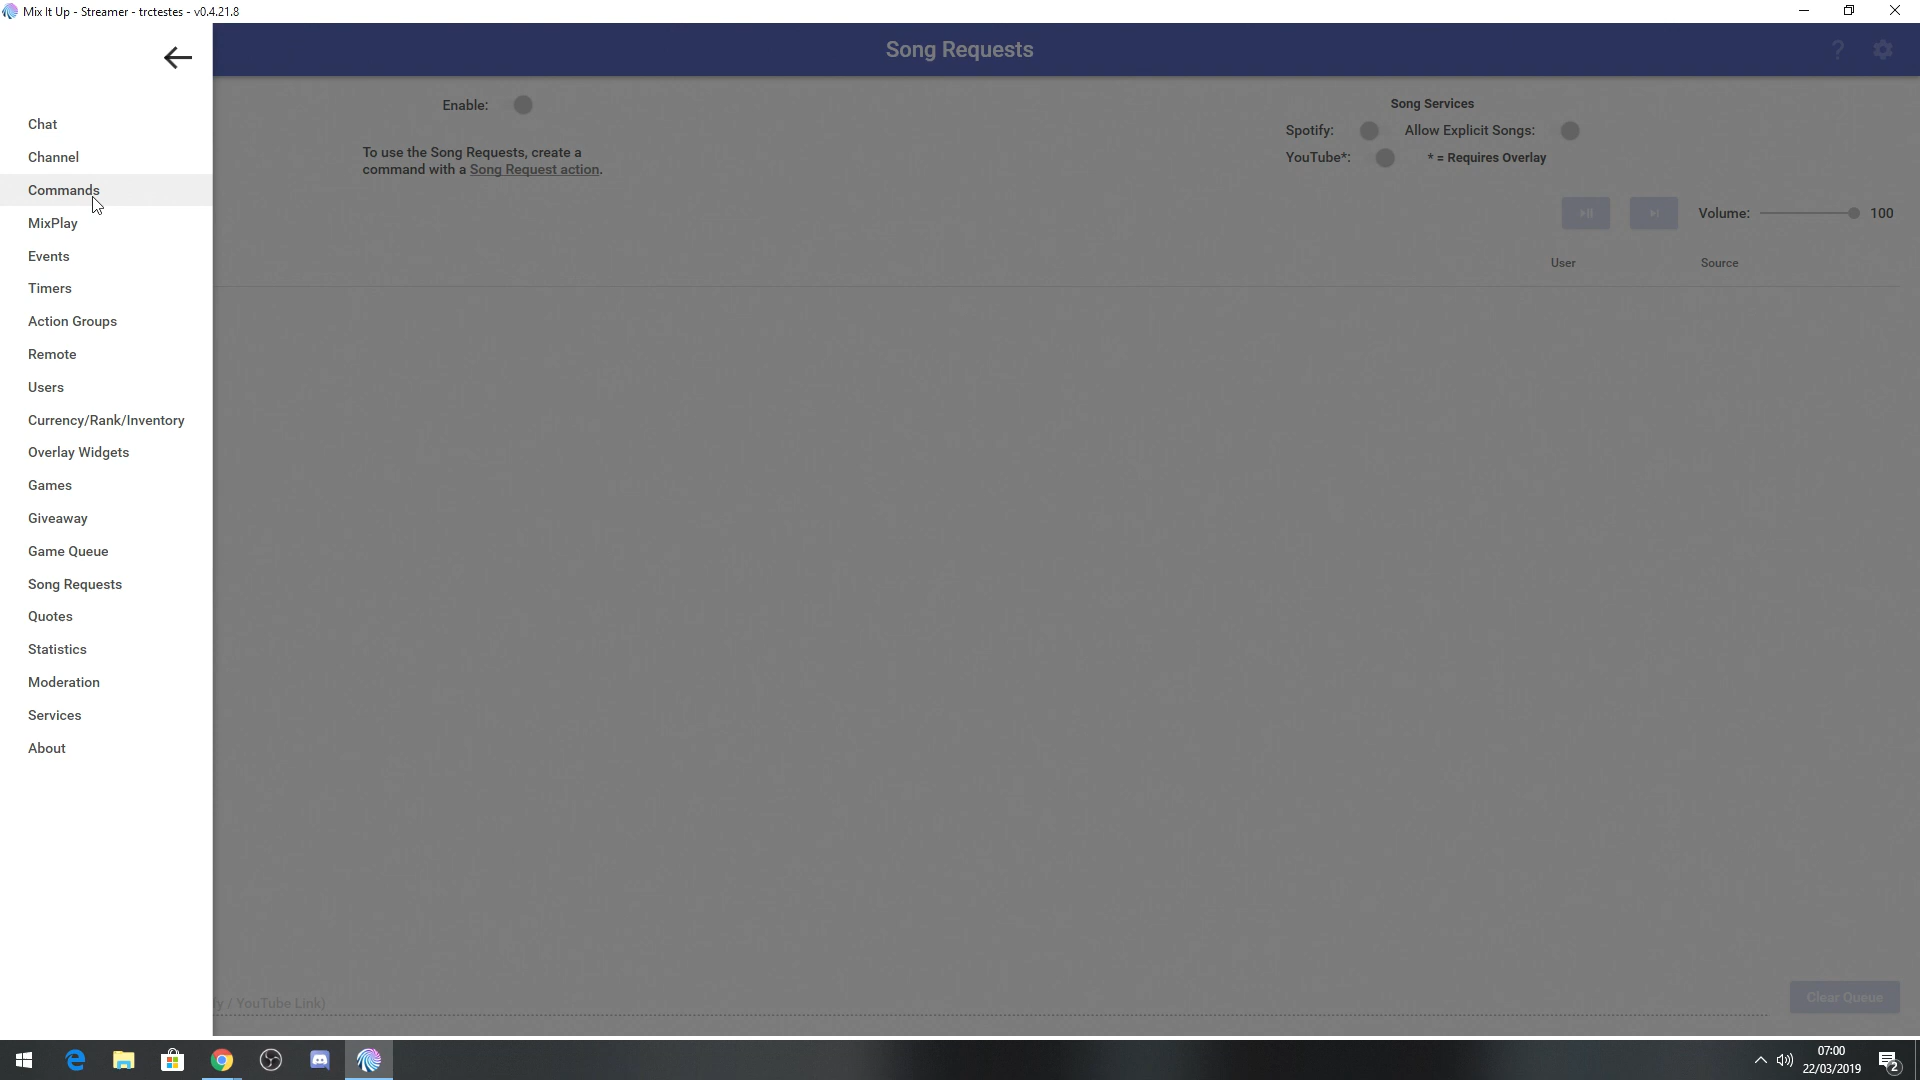 Mix It Up - Streamer - trctestes - v0.4.21.8
Song Requests
?
Chat
Channel
Commands
MixPlay
Events
Timers
Action Groups
Remote
Users
Currency/Rank/Inventory
Overlay Widgets
Games
Giveaway
Game Queue
Song Requests
Quotes
Statistics
Moderation
Services
About
Enable:
To use the Song Requests, create a
command with a Song Request action.
Song Services
Spotify: Allow Explicit Songs:
YouTube*: * = Requires Overlay
Volume: 100
User Source
y / YouTube Link)
Clear Queue
07:00
22/03/2019
2